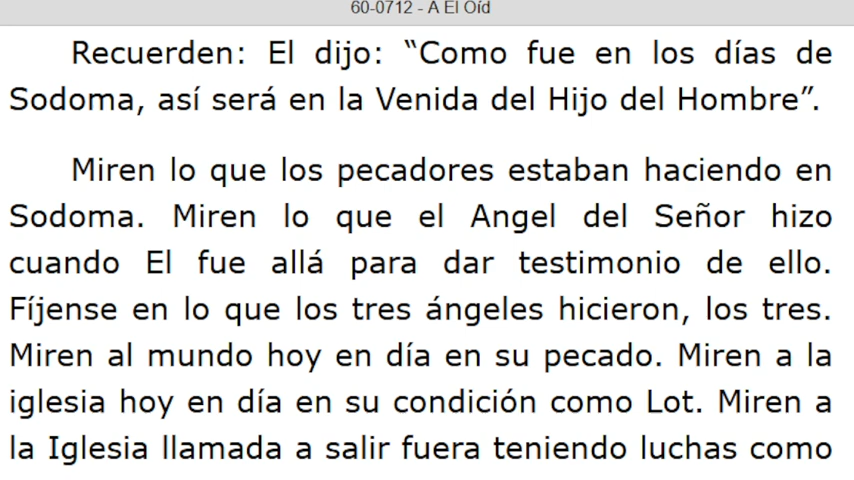 60-0712 - A El Oíd
Recuerden: El dijo: “Como fue en los días de
Sodoma, así será en la Venida del Hijo del Hombre”.
Miren lo que los pecadores estaban haciendo en
Sodoma. Miren lo que el Angel del Señor hizo
cuando El fue allá para dar testimonio de ello.
Fíjense en lo que los tres ángeles hicieron, los tres.
Miren al mundo hoy en día en su pecado. Miren a la
iglesia hoy en día en su condición como Lot. Miren a
la Iglesia llamada a salir fuera teniendo luchas como